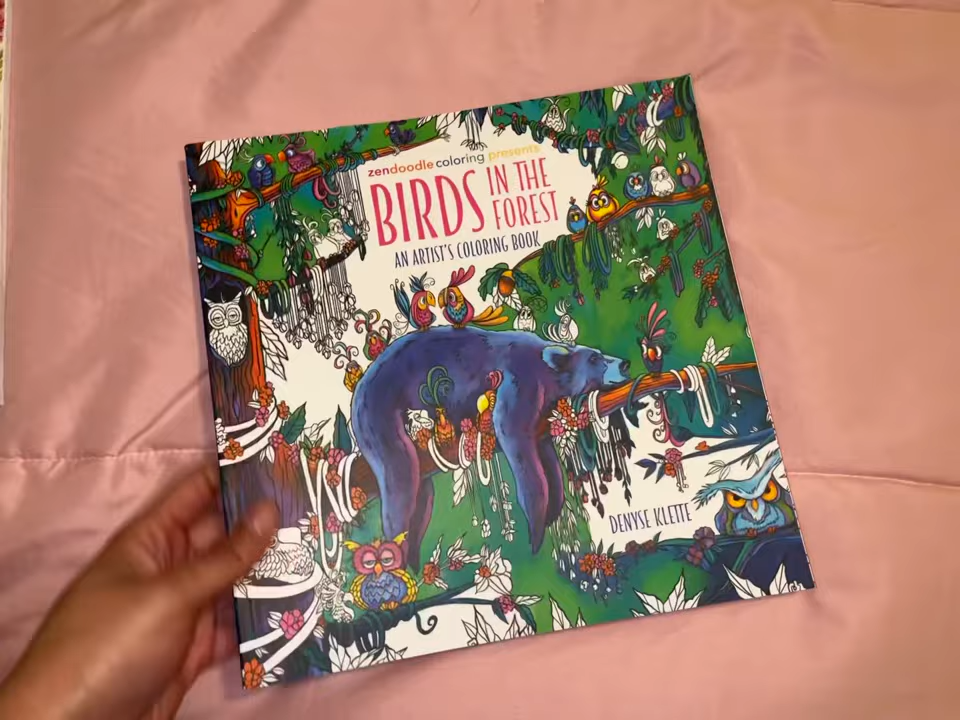 zendoodle coloring presents
BIRDS IN THE FOREST
AN ARTIST'S COLORING BOOK
DENYSE KLETTE